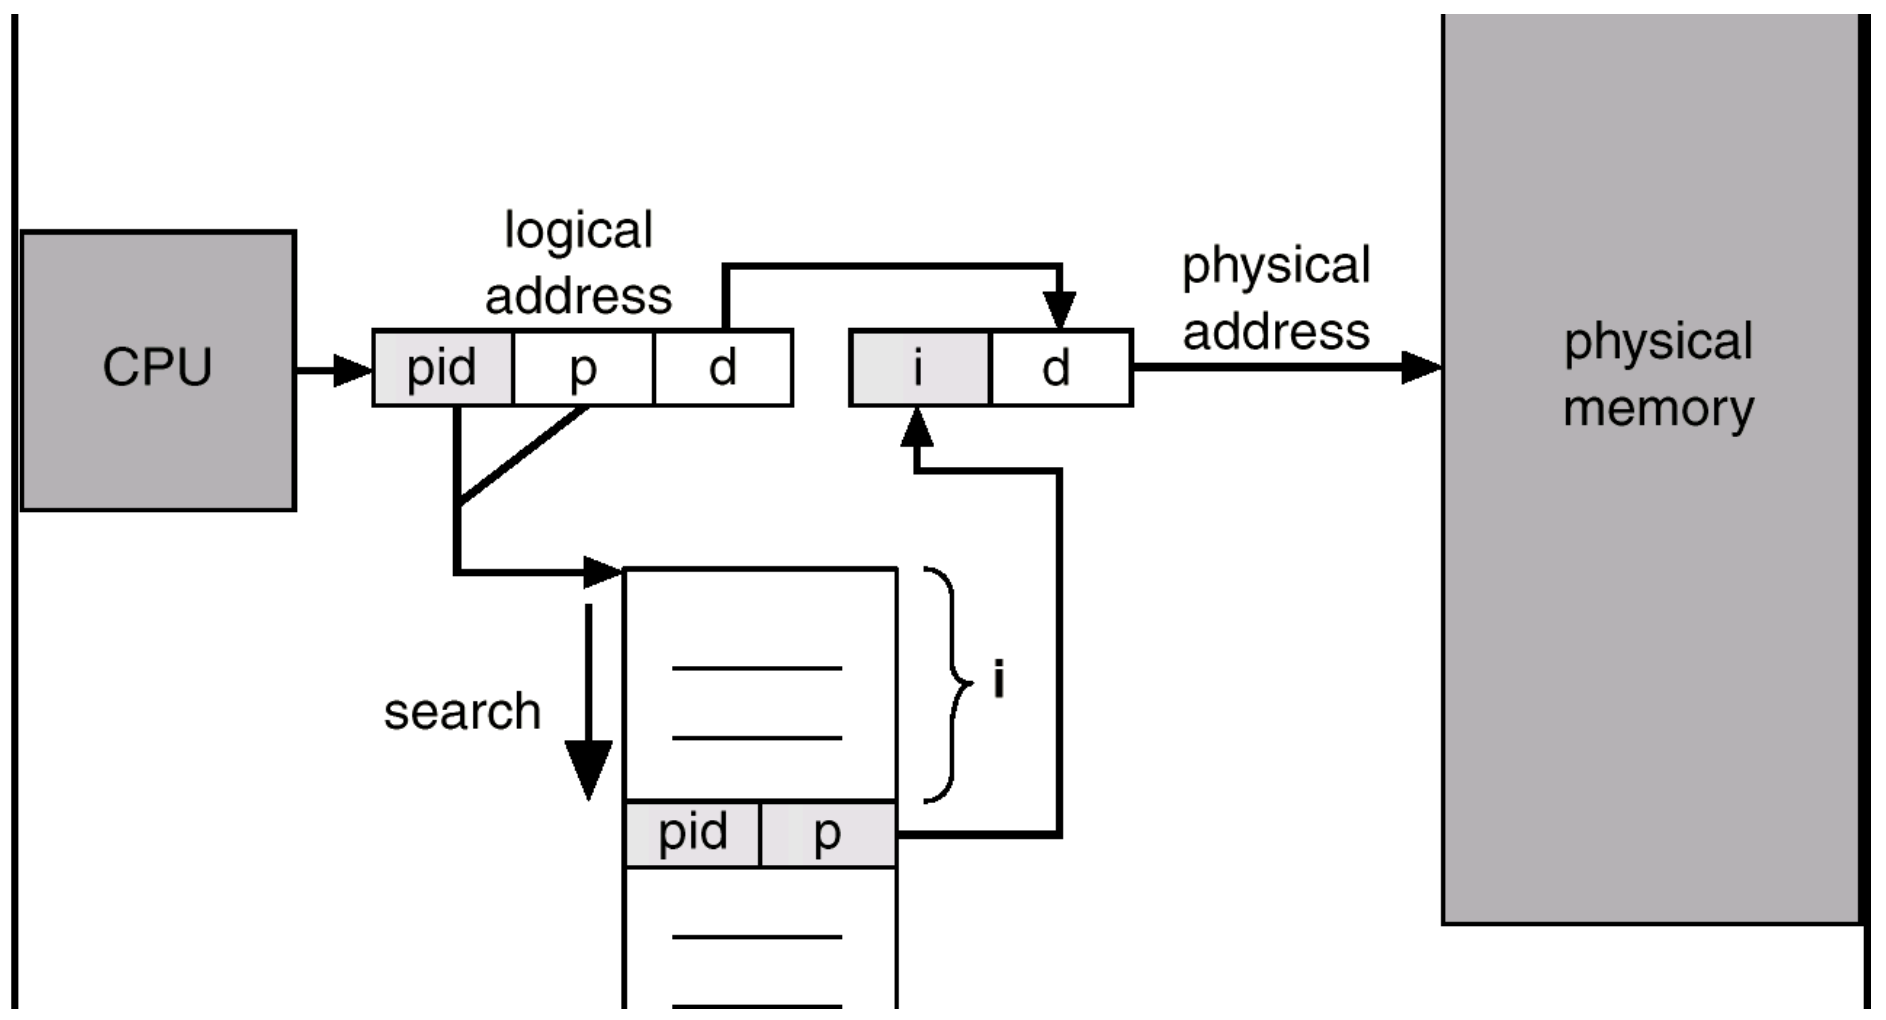 logical
address
physical
address
CPU
pid
p
d
i
d
physical
memory
search
i
pid
p